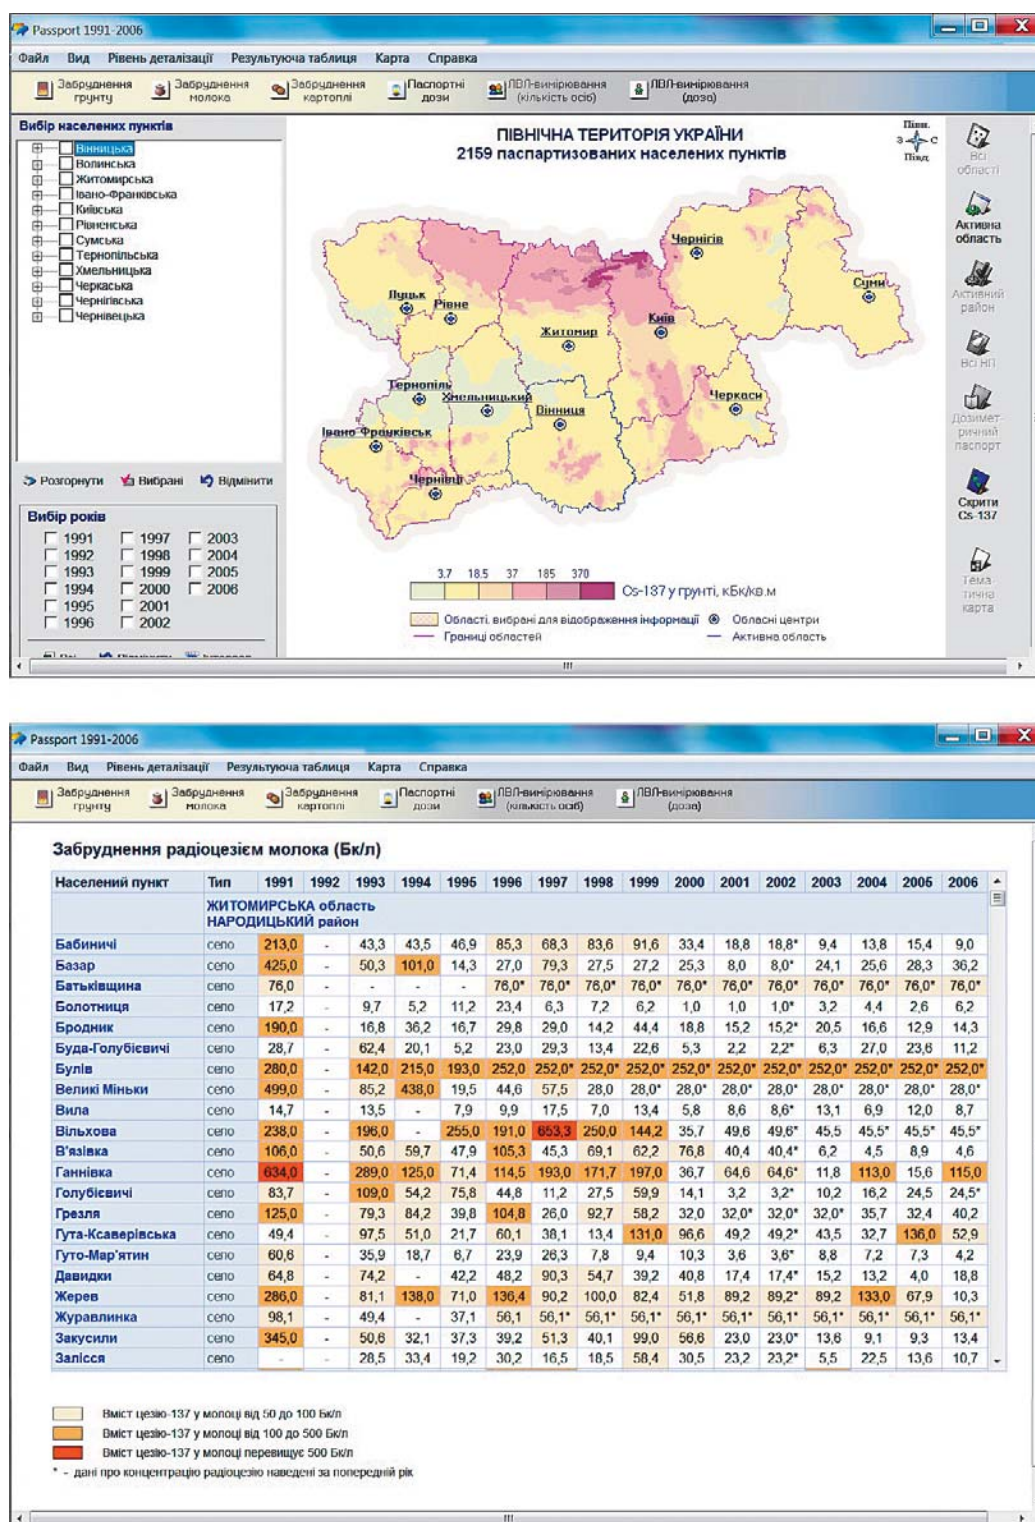 Passport 1991-2006
Файл Вид Рівень деталізації Результуюча таблиця Карта Справка
Забруднення грунту Забруднення молока Забруднення картоплі Паспортні дози ЛВЛ-вимірювання (кількість осіб) ЛВЛ-вимірювання (доза)
Вибір населених пунктів
Вінницька
Волинська
Житомирська
Івано-Франківська
Київська
Рівненська
Сумська
Тернопільська
Хмельницька
Черкаська
Чернігівська
Чернівецька
Розгорнути Вибрані Відмінити
Вибір років
1991 1997 2003
1992 1998 2004
1993 1999 2005
1994 2000 2006
1995 2001
1996 2002
ПІВНІЧНА ТЕРИТОРІЯ УКРАЇНИ
2159 паспартизованих населених пунктів
Півн.
З С
Півд.
Чернігів
Суми
Луцьк
Рівне
Київ
Житомир
Тернопіль
Хмельницький
Черкаси
Вінниця
Івано-Франківськ
Чернівці
3.7 18.5 37 185 370
Cs-137 у грунті, кБк/кв.м
Області, вибрані для відображення інформації Обласні центри
Границі областей Активна область
Всі
області
Активна
область
Активний
район
Всі НП
Дозимет-
ричний
паспорт
Скрити
Cs-137
Тема-
тична
карта
Passport 1991-2006
Файл Вид Рівень деталізації Результуюча таблиця Карта Справка
Забруднення грунту Забруднення молока Забруднення картоплі Паспортні дози ЛВЛ-вимірювання (кількість осіб) ЛВЛ-вимірювання (доза)
Забруднення радіоцезієм молока (Бк/л)
Населений пункт Тип 1991 1992 1993 1994 1995 1996 1997 1998 1999 2000 2001 2002 2003 2004 2005 2006
ЖИТОМИРСЬКА область
НАРОДИЦЬКИЙ район
Бабиничі село 213,0 - 43,3 43,5 46,9 85,3 68,3 83,6 91,6 33,4 18,8 18,8* 9,4 13,8 15,4 9,0
Базар село 425,0 - 50,3 101,0 14,3 27,0 79,3 27,5 27,2 25,3 8,0 8,0* 24,1 25,6 28,3 36,2
Батьківщина село 76,0 - - - - 76,0* 76,0* 76,0* 76,0* 76,0* 76,0* 76,0* 76,0* 76,0* 76,0* 76,0*
Болотниця село 17,2 - 9,7 5,2 11,2 23,4 6,3 7,2 6,2 1,0 1,0 1,0* 3,2 4,4 2,6 6,2
Бродник село 190,0 - 16,8 36,2 16,7 29,8 29,0 14,2 44,4 18,8 15,2 15,2* 20,5 16,6 12,9 14,3
Буда-Голубієвичі село 28,7 - 62,4 20,1 5,2 23,0 29,3 13,4 22,6 5,3 2,2 2,2* 6,3 27,0 23,6 11,2
Булів село 280,0 - 142,0 215,0 193,0 252,0 252,0* 252,0* 252,0* 252,0* 252,0* 252,0* 252,0* 252,0* 252,0* 252,0*
Великі Міньки село 499,0 - 85,2 438,0 19,5 44,6 57,5 28,0 28,0* 28,0* 28,0* 28,0* 28,0* 28,0* 28,0* 28,0*
Вила село 14,7 - 13,5 - 7,9 9,9 17,5 7,0 13,4 5,8 8,6 8,6* 13,1 6,9 12,0 8,7
Вільхова село 238,0 - 196,0 - 255,0 191,0 653,3 250,0 144,2 35,7 49,6 49,6* 45,5 45,5* 45,5* 45,5*
В'язівка село 106,0 - 50,6 59,7 47,9 105,3 45,3 69,1 62,2 76,8 40,4 40,4* 6,2 4,5 8,9 4,6
Ганнівка село 634,0 - 289,0 125,0 71,4 114,5 193,0 171,7 197,0 36,7 64,6 64,6* 11,8 113,0 15,6 115,0
Голубієвичі село 83,7 - 109,0 54,2 75,8 44,8 11,2 27,5 59,9 14,1 3,2 3,2* 10,2 16,2 24,5 24,5*
Грезля село 125,0 - 79,3 84,2 39,8 104,8 26,0 92,7 58,2 32,0 32,0* 32,0* 32,0* 35,7 32,4 40,2
Гута-Ксаверівська село 49,4 - 97,5 51,0 21,7 60,1 38,1 13,4 131,0 96,6 49,2 49,2* 43,5 32,7 136,0 52,9
Гуто-Мар'ятин село 60,6 - 35,9 18,7 6,7 23,9 26,3 7,8 9,4 10,3 3,6 3,6* 8,8 7,2 7,3 4,2
Давидки село 64,8 - 74,2 - 42,2 48,2 90,3 54,7 39,2 40,8 17,4 17,4* 15,2 13,2 4,0 18,8
Жерев село 286,0 - 81,1 138,0 71,0 136,4 90,2 100,0 82,4 51,8 89,2 89,2* 89,2 133,0 67,9 10,3
Журавлинка село 98,1 - 49,4 - 37,1 56,1 56,1* 56,1* 56,1* 56,1* 56,1* 56,1* 56,1* 56,1* 56,1* 56,1*
Закусили село 345,0 - 50,6 32,1 37,3 39,2 51,3 40,1 99,0 56,6 23,0 23,0* 13,6 9,1 9,3 13,4
Залісся село - - 28,5 33,4 19,2 30,2 16,5 18,5 58,4 30,5 23,2 23,2* 5,5 22,5 13,6 10,7
Вміст цезію-137 у молоці від 50 до 100 Бк/л
Вміст цезію-137 у молоці від 100 до 500 Бк/л
Вміст цезію-137 у молоці перевищує 500 Бк/л
* - дані про концентрацію радіоцезію наведені за попередній рік